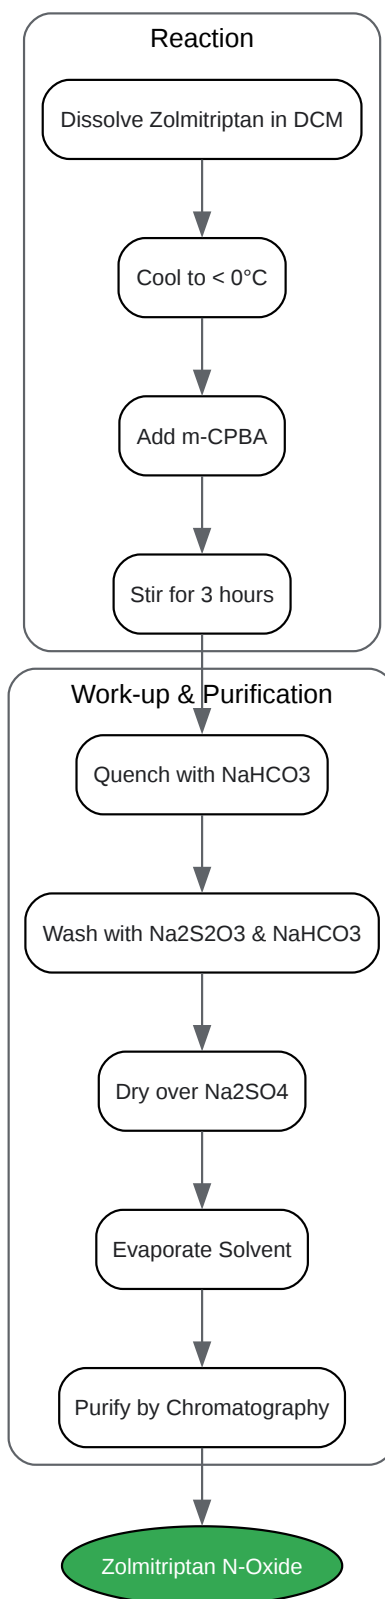 Reaction
Dissolve Zolmitriptan in DCM
Cool to < 0°C
Add m-CPBA
Stir for 3 hours
Work-up & Purification
Quench with NaHCO3
Wash with Na2S2O3 & NaHCO3
Dry over Na2SO4
Evaporate Solvent
Purify by Chromatography
Zolmitriptan N-Oxide